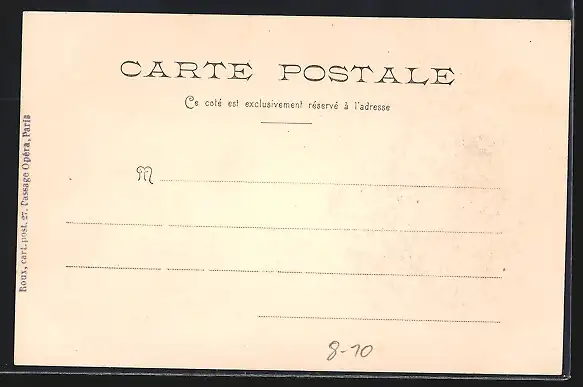 CARTE POSTALE
Ce coté est exclusivement réservé à l'adresse
M
Roux, cart. post. 27, Passage Opéra, Paris
8-10